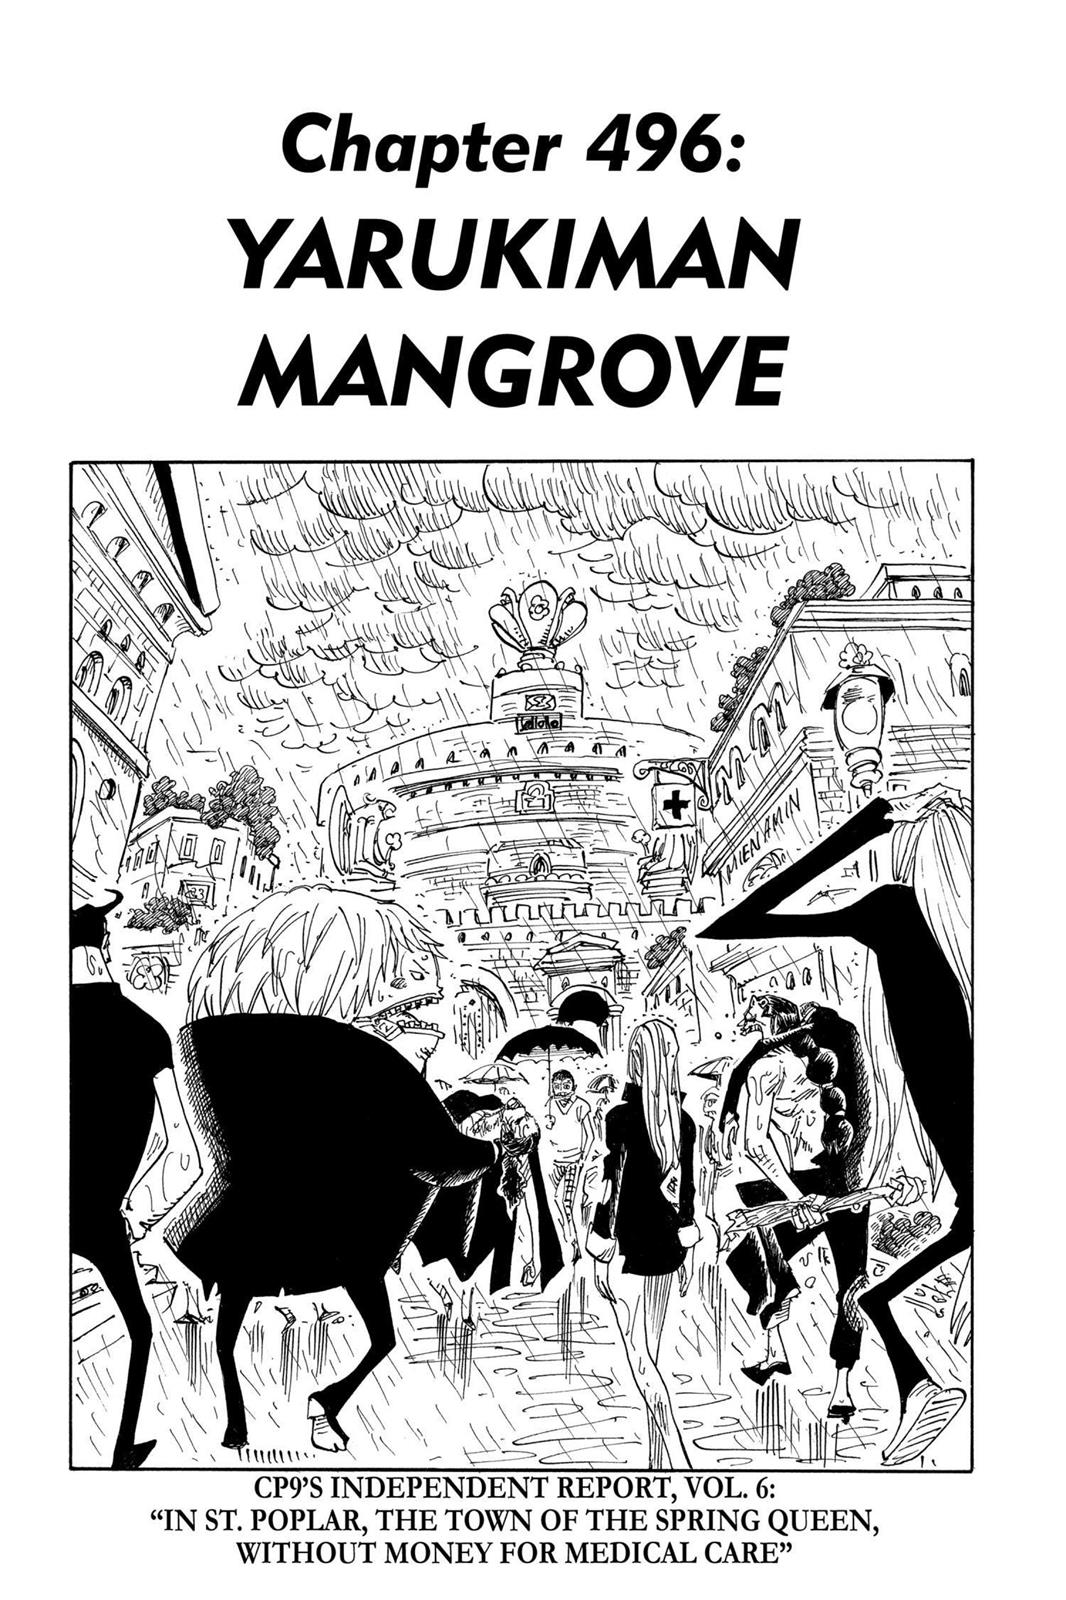 Chapter 496:
YARUKIMAN
MANGROVE
MIENAMIN
CP9'S INDEPENDENT REPORT, VOL. 6:
"IN ST. POPLAR, THE TOWN OF THE SPRING QUEEN,
WITHOUT MONEY FOR MEDICAL CARE"